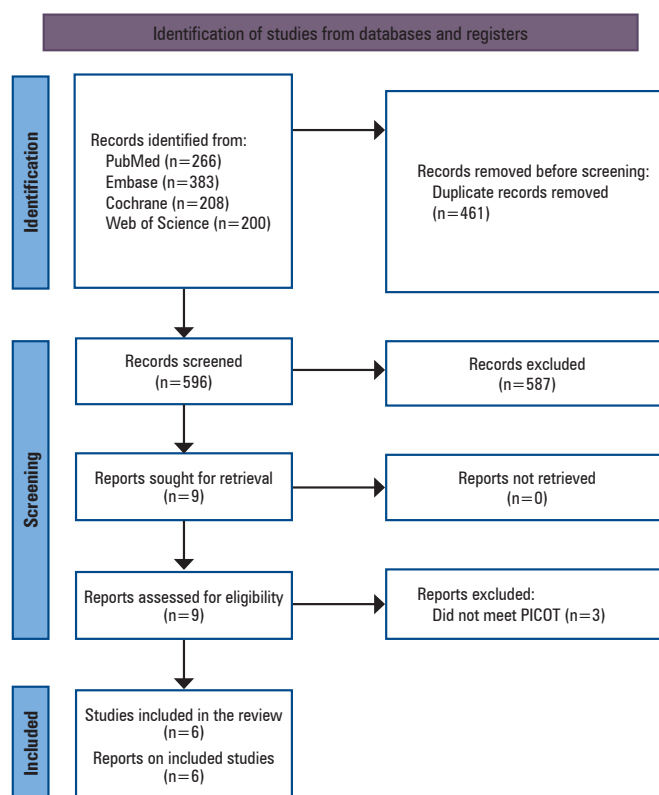 Identification of studies from databases and registers
Identification
Records identified from:
PubMed (n=266)
Embase (n=383)
Cochrane (n=208)
Web of Science (n=200)
Records removed before screening:
Duplicate records removed
(n=461)
Screening
Records screened
(n=596)
Records excluded
(n=587)
Reports sought for retrieval
(n=9)
Reports not retrieved
(n=0)
Reports assessed for eligibility
(n=9)
Reports excluded:
Did not meet PICOT (n=3)
Included
Studies included in the review
(n=6)
Reports on included studies
(n=6)